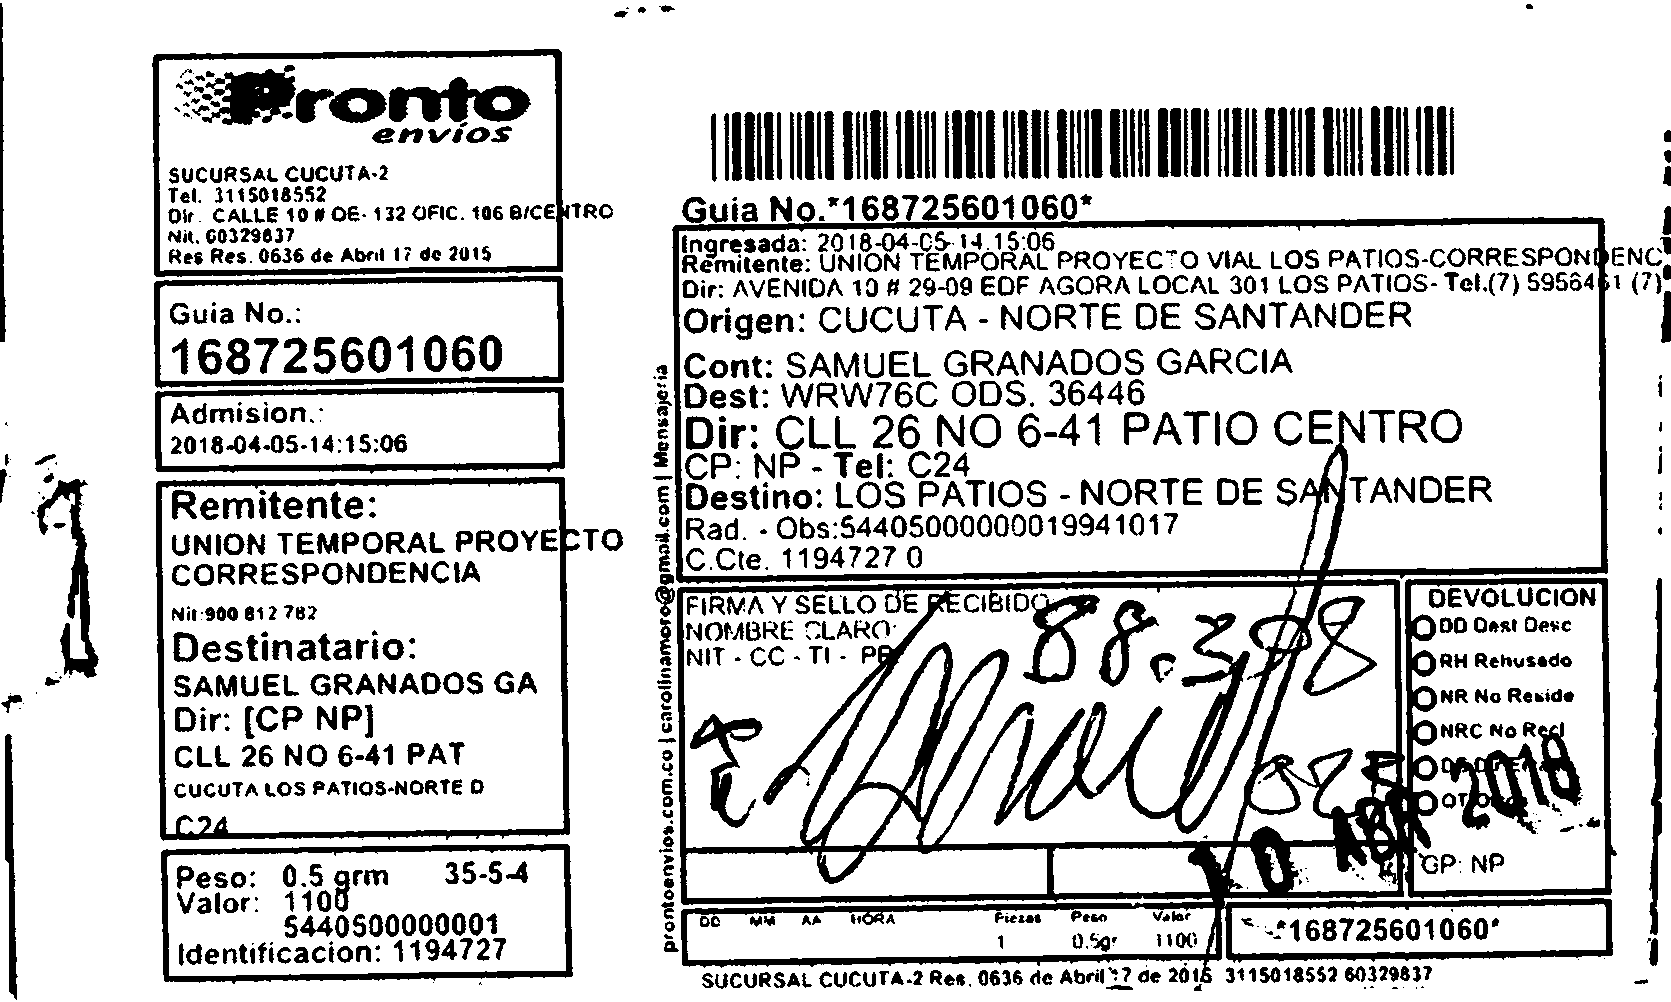 Pronto
envíos
SUCURSAL CUCUTA-2
Tel. 3115018552
Dir. CALLE 10 # OE- 132 OFIC. 106 B/CENTRO
Nit. 60329837
Res Res. 0636 de Abril 17 de 2015
Guia No.:
168725601060
Admision.:
2018-04-05-14:15:06
Remitente:
UNION TEMPORAL PROYECTO
CORRESPONDENCIA
Nit:900 812 782
Destinatario:
SAMUEL GRANADOS GA
Dir: [CP NP]
CLL 26 NO 6-41 PAT
CUCUTA LOS PATIOS-NORTE D
C24
Peso: 0.5 grm 35-5-4
Valor: 1100
5440500000001
Identificacion: 1194727
prontoenvios.com.co | carolinamoro@gmail.com | Mensajeria
Guia No.*168725601060*
Ingresada: 2018-04-05-14:15:06
Remitente: UNION TEMPORAL PROYECTO VIAL LOS PATIOS-CORRESPONDENC
Dir: AVENIDA 10 # 29-09 EDF AGORA LOCAL 301 LOS PATIOS- Tel.(7) 5956461 (7)
Origen: CUCUTA - NORTE DE SANTANDER
Cont: SAMUEL GRANADOS GARCIA
Dest: WRW76C ODS. 36446
Dir: CLL 26 NO 6-41 PATIO CENTRO
CP: NP - Tel: C24
Destino: LOS PATIOS - NORTE DE SANTANDER
Rad. - Obs:54405000000019941017
C.Cte. 1194727 0
FIRMA Y SELLO DE RECIBIDO
NOMBRE CLARO:
NIT - CC - TI -
88.
10 ABR 2018
DEVOLUCION
DD Dest Desc
RH Rehusado
NR No Reside
NRC No Recl
GP: NP
DD MM AA HORA Piezas Peso Valor
1 0.5gr 1100
*168725601060*
SUCURSAL CUCUTA-2 Res. 0636 de Abril 17 de 2015 3115018552 60329837